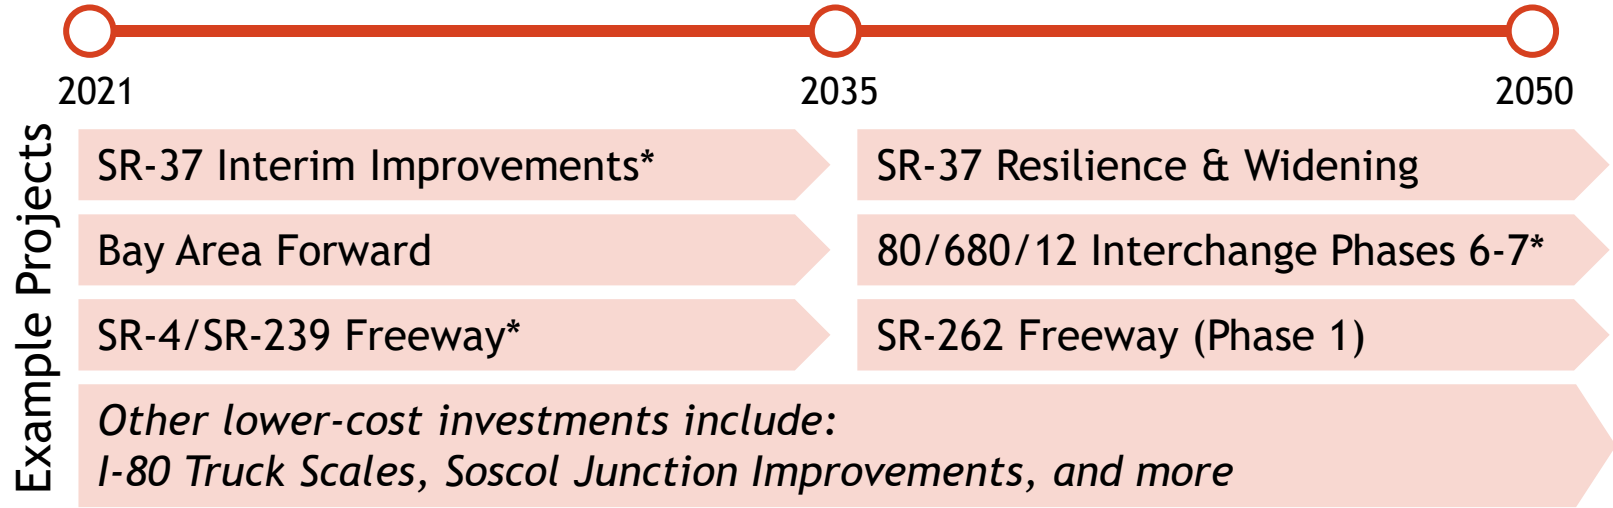 2021
2035
2050
Example Projects
SR-37 Interim Improvements*
SR-37 Resilience & Widening
Bay Area Forward
80/680/12 Interchange Phases 6-7*
SR-4/SR-239 Freeway*
SR-262 Freeway (Phase 1)
Other lower-cost investments include:
I-80 Truck Scales, Soscol Junction Improvements, and more